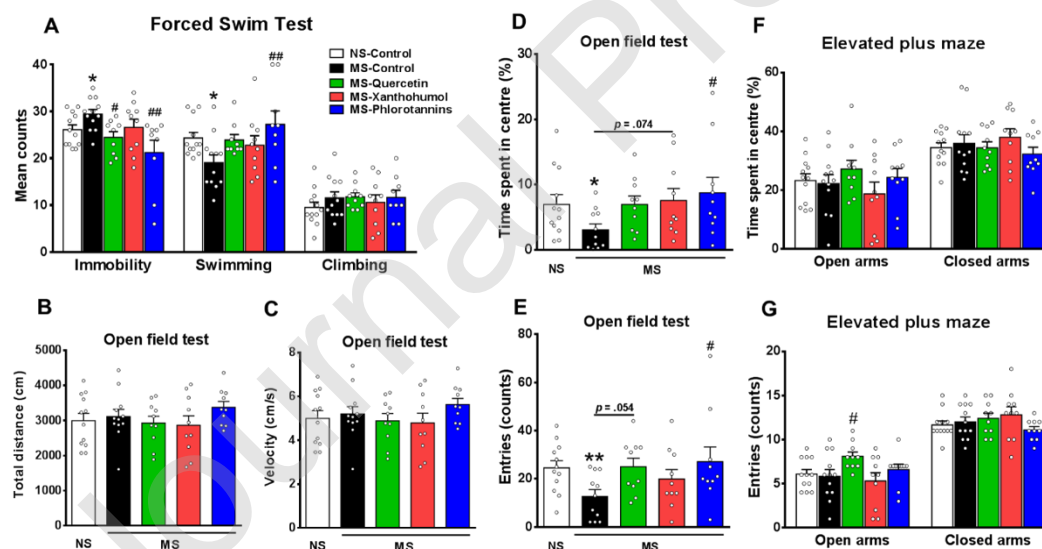 A
Forced Swim Test
Mean counts
40
30
20
10
0
*
#
##
*
##
NS-Control
MS-Control
MS-Quercetin
MS-Xanthohumol
MS-Phlorotannins
Immobility
Swimming
Climbing
B
Open field test
Total distance (cm)
5000
4000
3000
2000
1000
0
NS
MS
C
Open field test
Velocity (cm/s)
8
6
4
2
0
NS
MS
D
Open field test
Time spent in centre (%)
30
20
10
0
p = .074
*
#
NS
MS
E
Open field test
Entries (counts)
80
60
40
20
0
p = .054
**
#
NS
MS
F
Elevated plus maze
Time spent in centre (%)
60
40
20
0
Open arms
Closed arms
G
Elevated plus maze
Entries (counts)
20
15
10
5
0
#
Open arms
Closed arms
Journal Pre